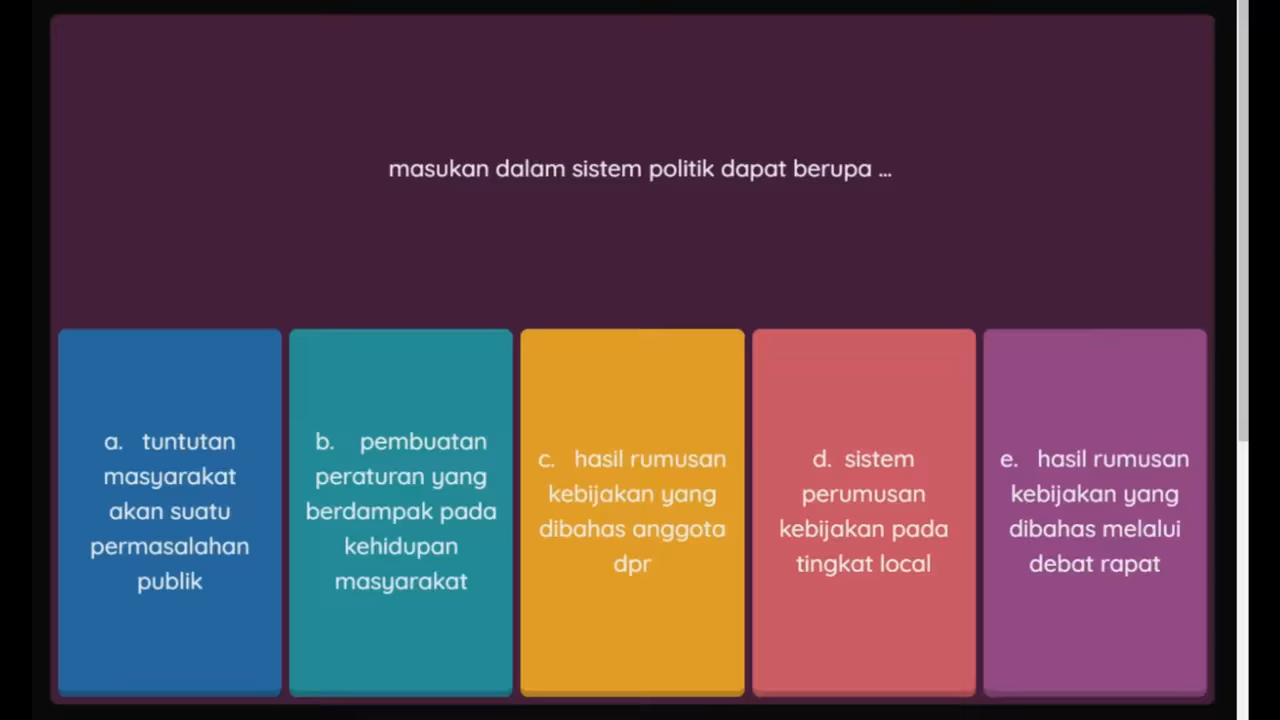 masukan dalam sistem politik dapat berupa ...
a. tuntutan
masyarakat
akan suatu
permasalahan
publik
b. pembuatan
peraturan yang
berdampak pada
kehidupan
masyarakat
c. hasil rumusan
kebijakan yang
dibahas anggota
dpr
d. sistem
perumusan
kebijakan pada
tingkat local
e. hasil rumusan
kebijakan yang
dibahas melalui
debat rapat